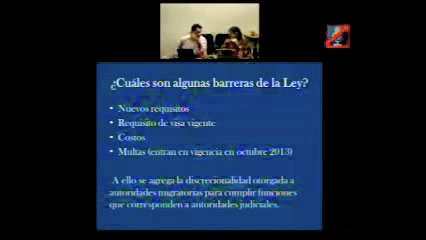 ¿Cuáles son algunas barreras de la Ley?
• Nuevos requisitos
• Requisito de visa vigente
• Costos
• Multas (entran en vigencia en octubre 2013)
A ello se agrega la discrecionalidad otorgada a
autoridades migratorias para cumplir funciones
que corresponden a autoridades judiciales.